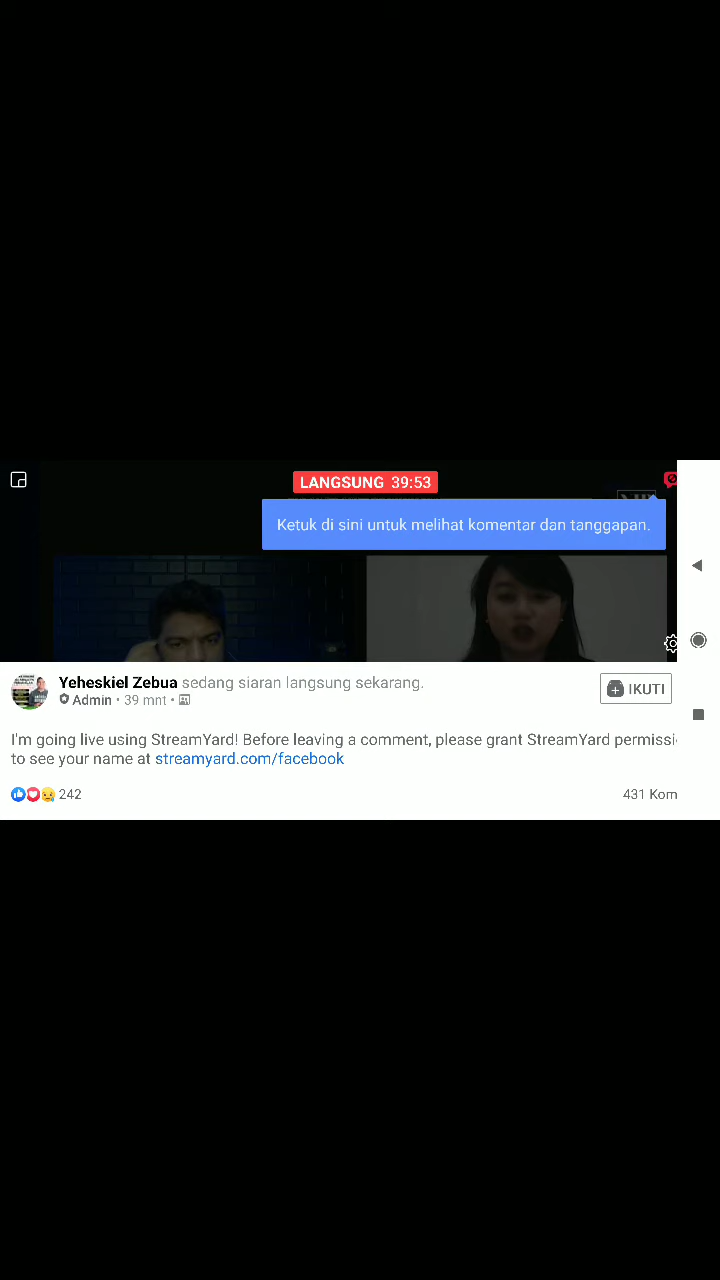 LANGSUNG 39:53
Ketuk di sini untuk melihat komentar dan tanggapan.
Yeheskiel Zebua sedang siaran langsung sekarang.
Admin • 39 mnt •
IKUTI
I'm going live using StreamYard! Before leaving a comment, please grant StreamYard permissi
to see your name at streamyard.com/facebook
242
431 Kom